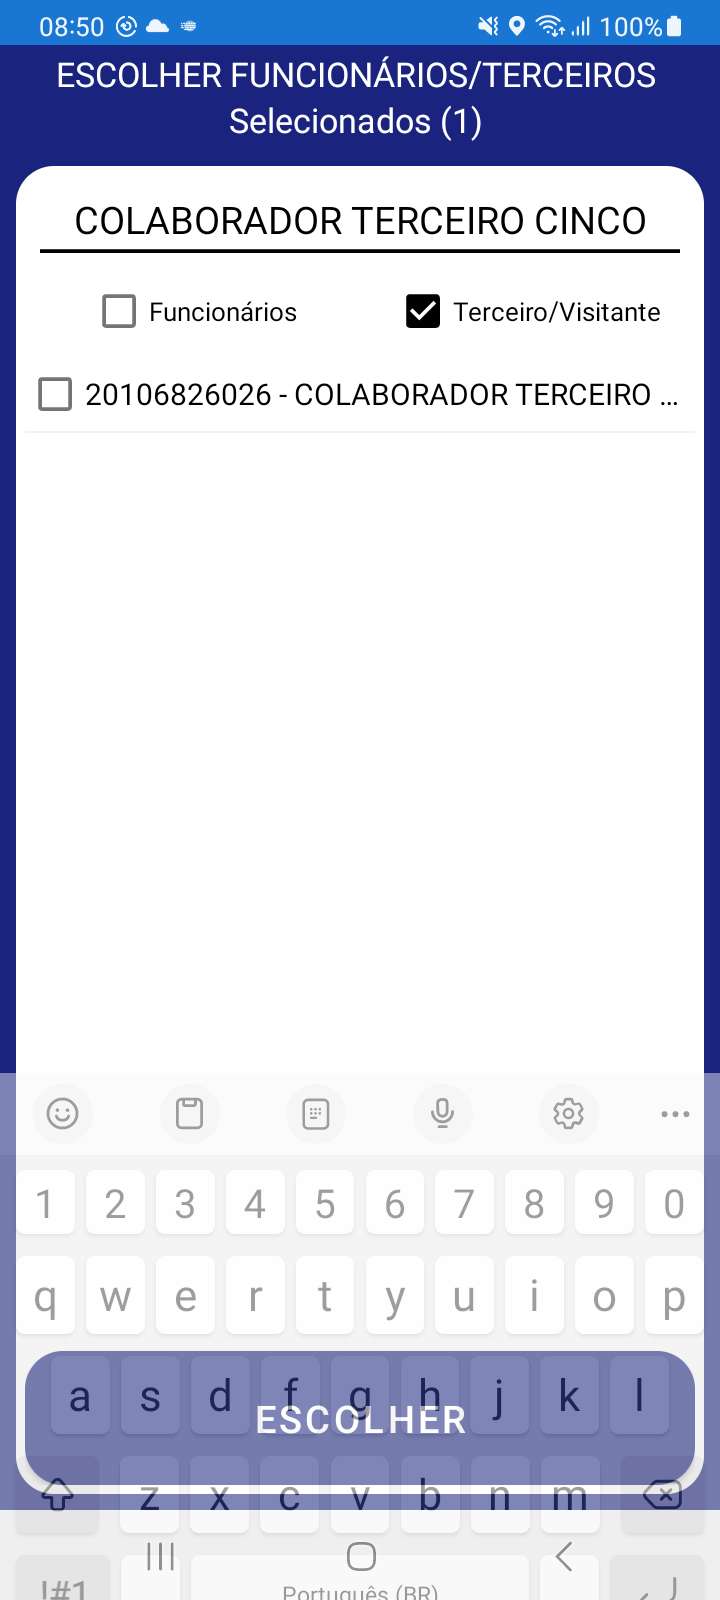 08:50 100%
ESCOLHER FUNCIONÁRIOS/TERCEIROS
Selecionados (1)
COLABORADOR TERCEIRO CINCO
Funcionários Terceiro/Visitante
20106826026 - COLABORADOR TERCEIRO ...
1 2 3 4 5 6 7 8 9 0
q w e r t y u i o p
a s d f g h j k l
ESCOLHER
z x c v b n m
!#1 Português (BR)